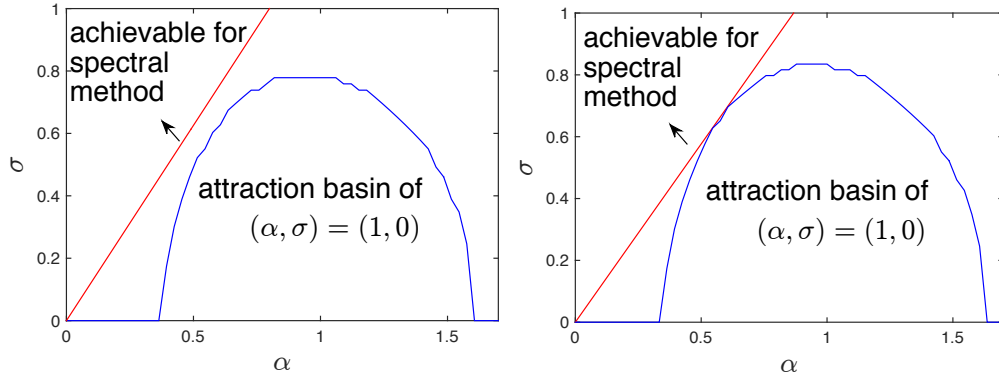 1
0.8
0.6
0.4
0.2
0
σ
achievable for
spectral
method
attraction basin of
(α, σ) = (1, 0)
0
0.5
1
1.5
α
1
0.8
0.6
0.4
0.2
0
σ
achievable for
spectral
method
attraction basin of
(α, σ) = (1, 0)
0
0.5
1
1.5
α